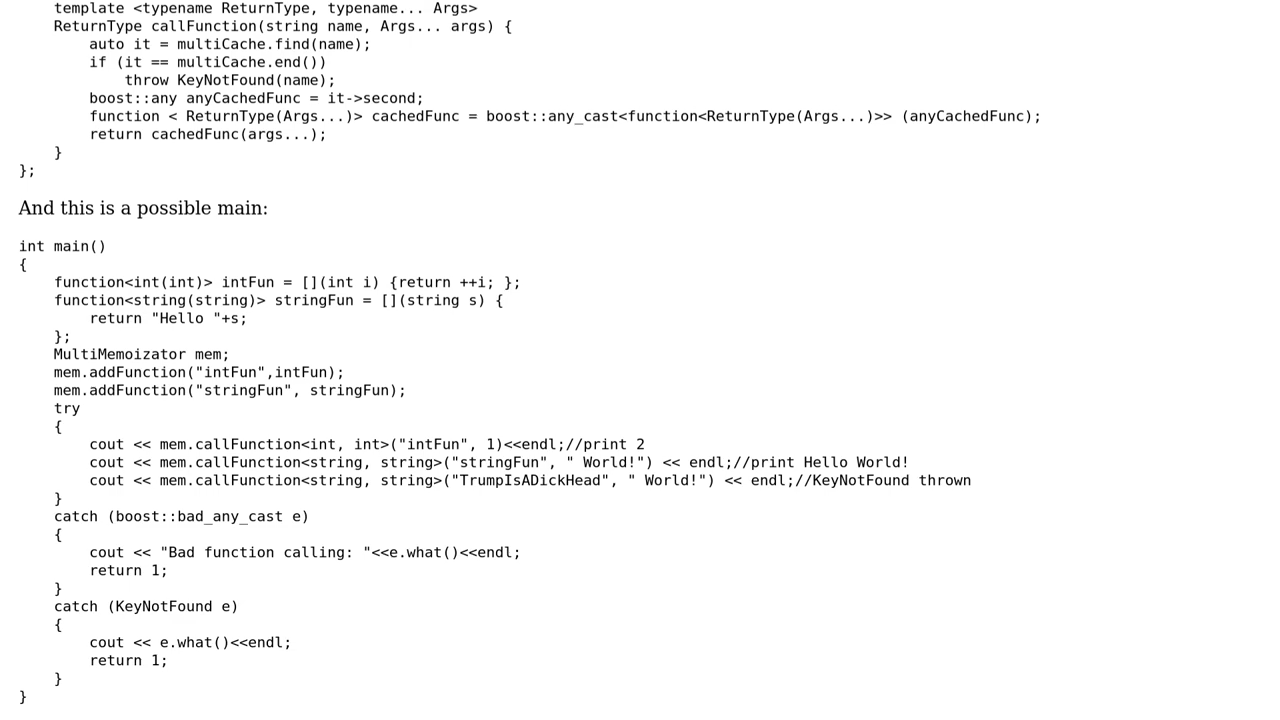 template <typename ReturnType, typename... Args>
    ReturnType callFunction(string name, Args... args) {
        auto it = multiCache.find(name);
        if (it == multiCache.end())
            throw KeyNotFound(name);
        boost::any anyCachedFunc = it->second;
        function < ReturnType(Args...)> cachedFunc = boost::any_cast<function<ReturnType(Args...)>> (anyCachedFunc);
        return cachedFunc(args...);
    }
};
And this is a possible main:
int main()
{
    function<int(int)> intFun = [](int i) {return ++i; };
    function<string(string)> stringFun = [](string s) {
        return "Hello "+s;
    };
    MultiMemoizator mem;
    mem.addFunction("intFun",intFun);
    mem.addFunction("stringFun", stringFun);
    try
    {
        cout << mem.callFunction<int, int>("intFun", 1)<<endl;//print 2
        cout << mem.callFunction<string, string>("stringFun", " World!") << endl;//print Hello World!
        cout << mem.callFunction<string, string>("TrumpIsADickHead", " World!") << endl;//KeyNotFound thrown
    }
    catch (boost::bad_any_cast e)
    {
        cout << "Bad function calling: "<<e.what()<<endl;
        return 1;
    }
    catch (KeyNotFound e)
    {
        cout << e.what()<<endl;
        return 1;
    }
}